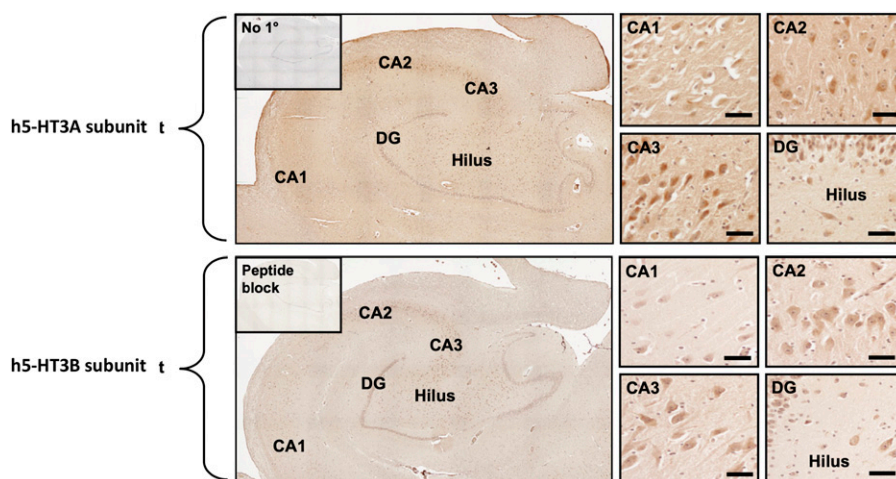 h5-HT3A subunit t
No 1°
CA2
CA3
DG
Hilus
CA1
CA1
CA2
CA3
DG
Hilus
h5-HT3B subunit t
Peptide
block
CA2
CA3
DG
Hilus
CA1
CA1
CA2
CA3
DG
Hilus